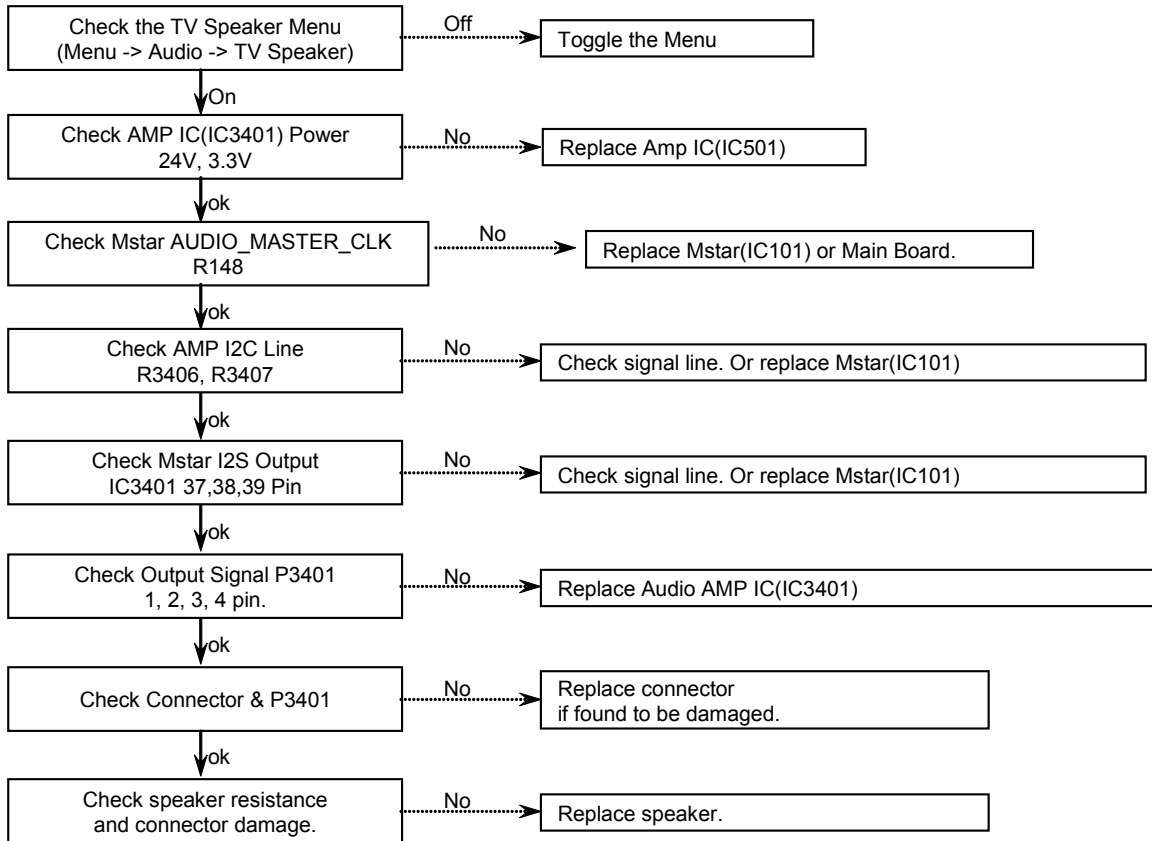 Check the TV Speaker Menu
(Menu -> Audio -> TV Speaker)
Off
Toggle the Menu
On
Check AMP IC(IC3401) Power
24V, 3.3V
No
Replace Amp IC(IC501)
ok
Check Mstar AUDIO_MASTER_CLK
R148
No
Replace Mstar(IC101) or Main Board.
ok
Check AMP I2C Line
R3406, R3407
No
Check signal line. Or replace Mstar(IC101)
ok
Check Mstar I2S Output
IC3401 37,38,39 Pin
No
Check signal line. Or replace Mstar(IC101)
ok
Check Output Signal P3401
1, 2, 3, 4 pin.
No
Replace Audio AMP IC(IC3401)
ok
Check Connector & P3401
No
Replace connector
if found to be damaged.
ok
Check speaker resistance
and connector damage.
No
Replace speaker.